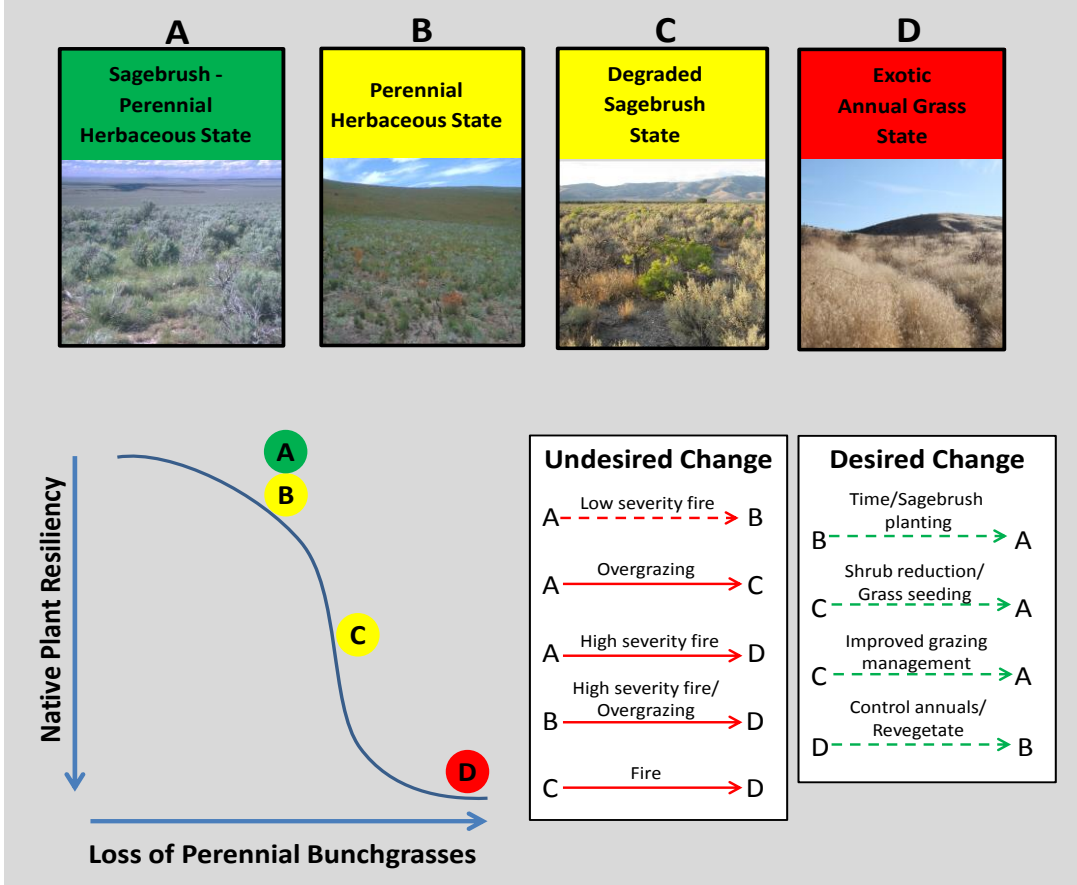 A
B
C
D
Sagebrush -
Perennial
Herbaceous State
Perennial
Herbaceous State
Degraded
Sagebrush
State
Exotic
Annual Grass
State
Native Plant Resiliency
A
B
C
D
Loss of Perennial Bunchgrasses
Undesired Change
Low severity fire
A B
Overgrazing
A C
High severity fire
A D
High severity fire/
Overgrazing
B D
Fire
C D
Desired Change
Time/Sagebrush
planting
B A
Shrub reduction/
Grass seeding
C A
Improved grazing
management
C A
Control annuals/
Revegetate
D B